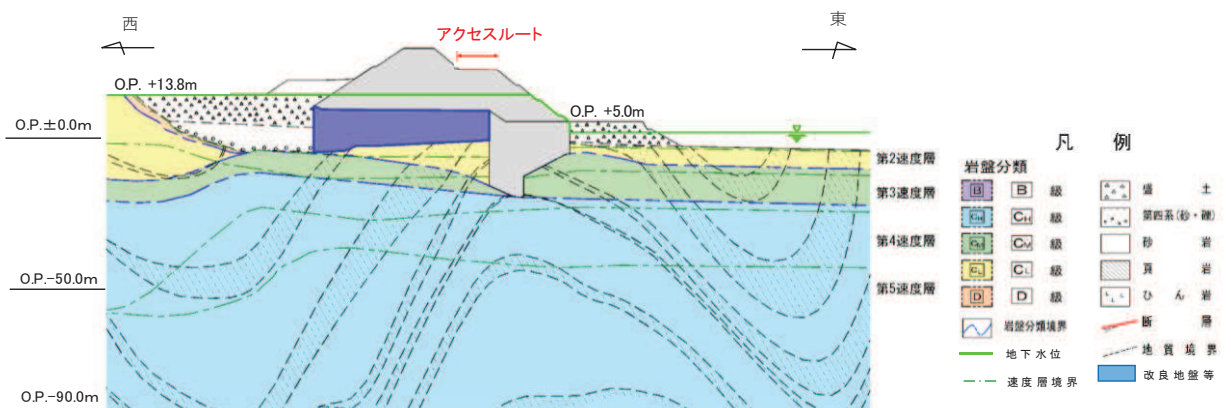 西
東
アクセスルート
O.P. +13.8m
O.P. +5.0m
O.P.±0.0m
O.P.-50.0m
O.P.-90.0m
第2速度層
第3速度層
第4速度層
第5速度層
凡 例
岩盤分類
B B 級
CH CH 級
CM CM 級
CL CL 級
D D 級
岩盤分類境界
地下水位
速度層境界
盛 土
第四系(砂・礫)
砂 岩
頁 岩
ひ ん 岩
断 層
地 質 境 界
改良地盤等